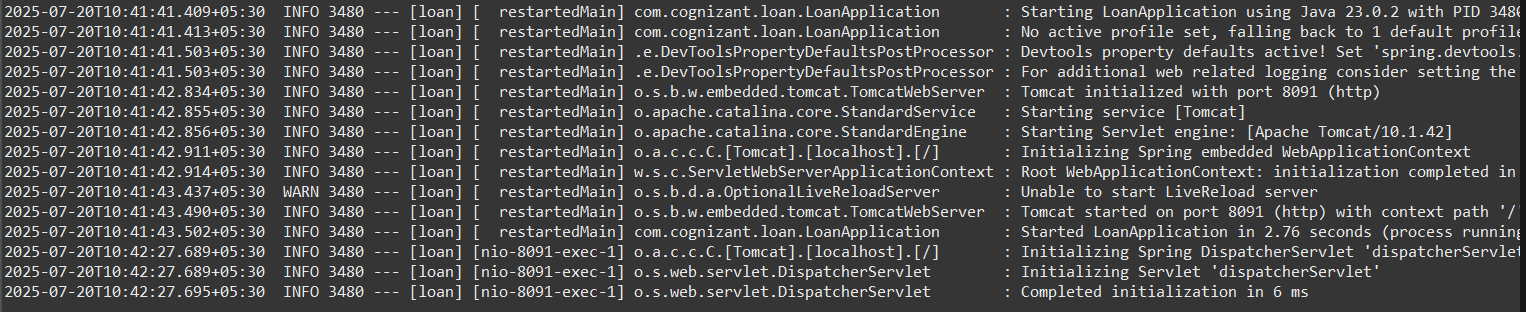 2025-07-20T10:41:41.409+05:30  INFO 3480 --- [loan] [  restartedMain] com.cognizant.loan.LoanApplication       : Starting LoanApplication using Java 23.0.2 with PID 3480
2025-07-20T10:41:41.413+05:30  INFO 3480 --- [loan] [  restartedMain] com.cognizant.loan.LoanApplication       : No active profile set, falling back to 1 default profile
2025-07-20T10:41:41.503+05:30  INFO 3480 --- [loan] [  restartedMain] .e.DevToolsPropertyDefaultsPostProcessor : Devtools property defaults active! Set 'spring.devtools.
2025-07-20T10:41:41.503+05:30  INFO 3480 --- [loan] [  restartedMain] .e.DevToolsPropertyDefaultsPostProcessor : For additional web related logging consider setting the
2025-07-20T10:41:42.834+05:30  INFO 3480 --- [loan] [  restartedMain] o.s.b.w.embedded.tomcat.TomcatWebServer  : Tomcat initialized with port 8091 (http)
2025-07-20T10:41:42.855+05:30  INFO 3480 --- [loan] [  restartedMain] o.apache.catalina.core.StandardService   : Starting service [Tomcat]
2025-07-20T10:41:42.856+05:30  INFO 3480 --- [loan] [  restartedMain] o.apache.catalina.core.StandardEngine    : Starting Servlet engine: [Apache Tomcat/10.1.42]
2025-07-20T10:41:42.911+05:30  INFO 3480 --- [loan] [  restartedMain] o.a.c.c.C.[Tomcat].[localhost].[/]       : Initializing Spring embedded WebApplicationContext
2025-07-20T10:41:42.914+05:30  INFO 3480 --- [loan] [  restartedMain] w.s.c.ServletWebServerApplicationContext : Root WebApplicationContext: initialization completed in
2025-07-20T10:41:43.437+05:30  WARN 3480 --- [loan] [  restartedMain] o.s.b.d.a.OptionalLiveReloadServer       : Unable to start LiveReload server
2025-07-20T10:41:43.490+05:30  INFO 3480 --- [loan] [  restartedMain] o.s.b.w.embedded.tomcat.TomcatWebServer  : Tomcat started on port 8091 (http) with context path '/'
2025-07-20T10:41:43.502+05:30  INFO 3480 --- [loan] [  restartedMain] com.cognizant.loan.LoanApplication       : Started LoanApplication in 2.76 seconds (process running
2025-07-20T10:42:27.689+05:30  INFO 3480 --- [loan] [nio-8091-exec-1] o.a.c.c.C.[Tomcat].[localhost].[/]       : Initializing Spring DispatcherServlet 'dispatcherServlet
2025-07-20T10:42:27.689+05:30  INFO 3480 --- [loan] [nio-8091-exec-1] o.s.web.servlet.DispatcherServlet        : Initializing Servlet 'dispatcherServlet'
2025-07-20T10:42:27.695+05:30  INFO 3480 --- [loan] [nio-8091-exec-1] o.s.web.servlet.DispatcherServlet        : Completed initialization in 6 ms